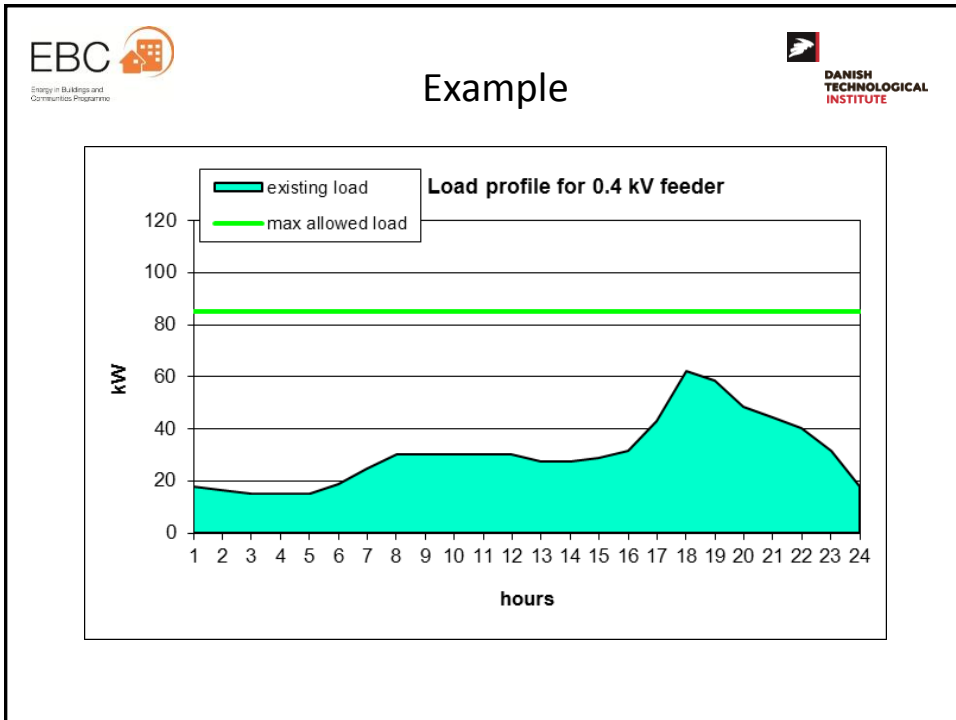 EBC
Energy in Buildings and
Communities Programme
Example
DANISH
TECHNOLOGICAL
INSTITUTE
existing load
max allowed load
Load profile for 0.4 kV feeder
120
100
80
60
40
20
0
kW
1 2 3 4 5 6 7 8 9 10 11 12 13 14 15 16 17 18 19 20 21 22 23 24
hours